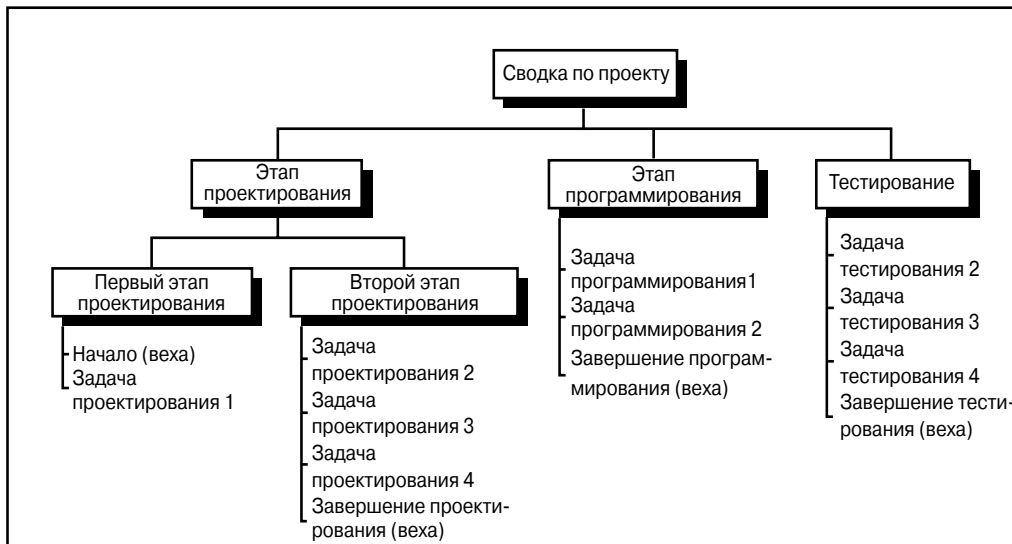 Сводка по проекту
Этап
проектирования
Этап
программирования
Тестирование
Первый этап
проектирования
Второй этап
проектирования
Начало (веха)
Задача
проектирования 1
Задача
проектирования 2
Задача
проектирования 3
Задача
проектирования 4
Завершение проекти-
рования (веха)
Задача
программирования1
Задача
программирования 2
Завершение програм-
мирования (веха)
Задача
тестирования 2
Задача
тестирования 3
Задача
тестирования 4
Завершение тести-
рования (веха)